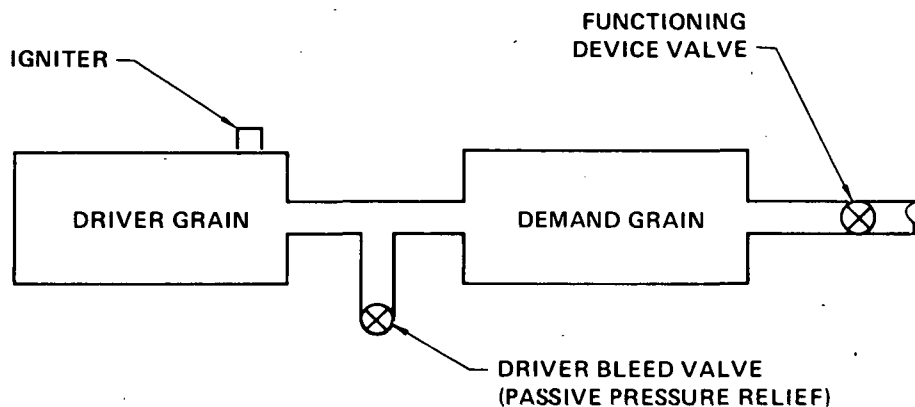 FUNCTIONING
DEVICE VALVE
IGNITER
DRIVER GRAIN
DEMAND GRAIN
DRIVER BLEED VALVE
(PASSIVE PRESSURE RELIEF)